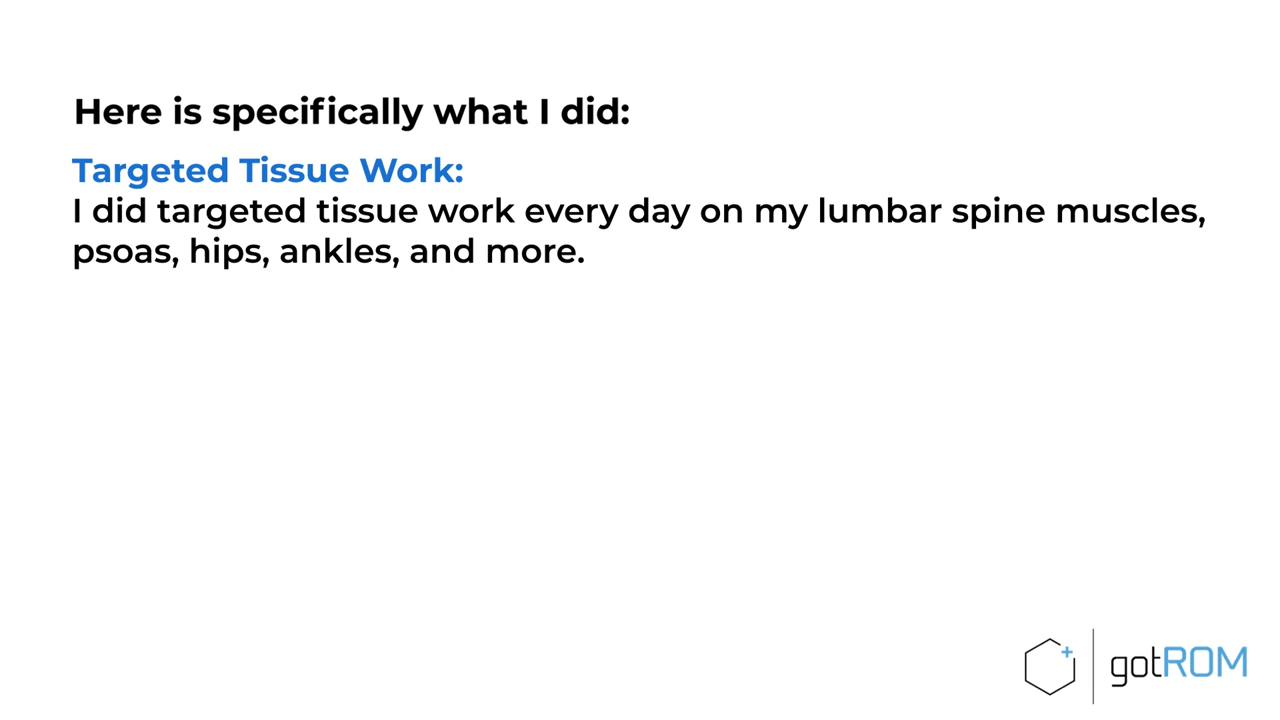 Here is specifically what I did:
Targeted Tissue Work:
I did targeted tissue work every day on my lumbar spine muscles,
psoas, hips, ankles, and more.
gotROM